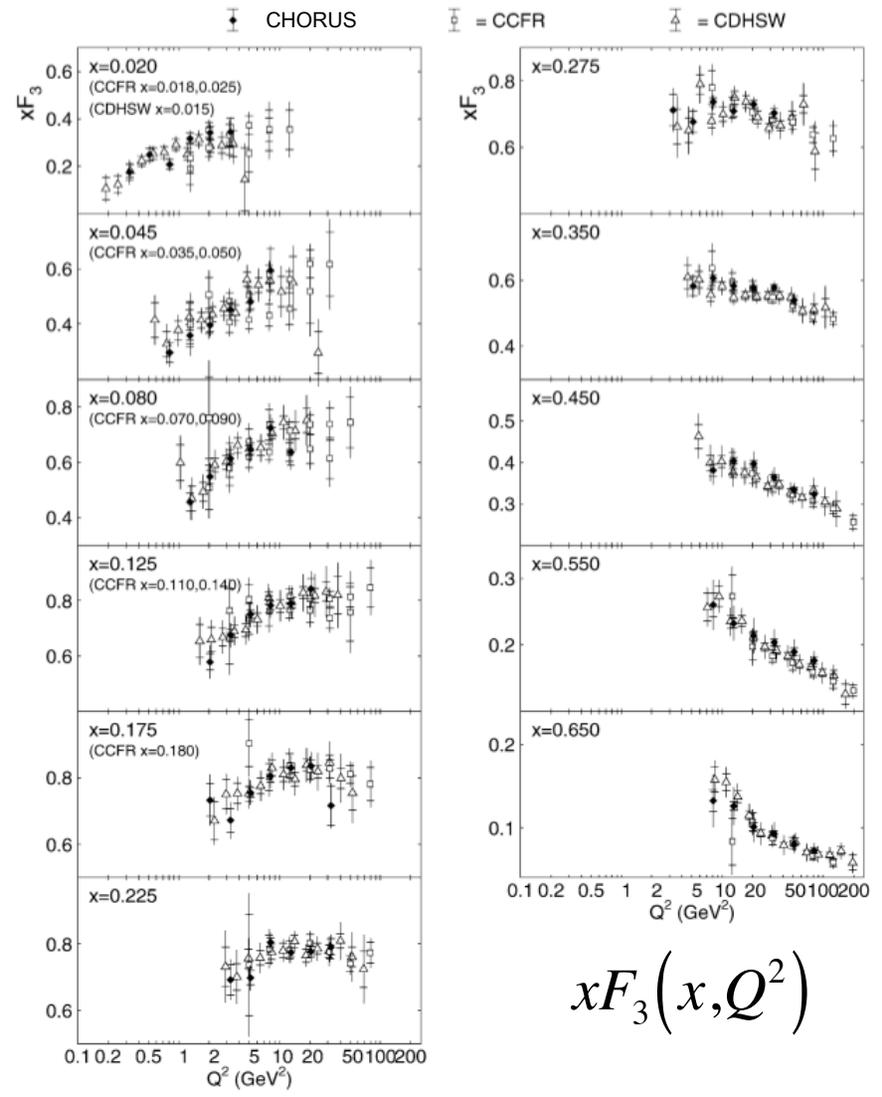 CHORUS = CCFR = CDHSW
xF3
x=0.020
(CCFR x=0.018,0.025)
(CDHSW x=0.015)
0.6
0.4
0.2
x=0.045
(CCFR x=0.035,0.050)
0.6
0.4
x=0.080
(CCFR x=0.070,0.090)
0.8
0.6
0.4
x=0.125
(CCFR x=0.110,0.140)
0.8
0.6
x=0.175
(CCFR x=0.180)
0.8
0.6
x=0.225
0.8
0.6
0.1 0.2 0.5 1 2 5 10 20 50 100 200
Q² (GeV²)
x=0.275
0.8
0.6
x=0.350
0.6
0.4
x=0.450
0.5
0.4
0.3
x=0.550
0.3
0.2
x=0.650
0.2
0.1
0.1 0.2 0.5 1 2 5 10 20 50 100 200
Q² (GeV²)
xF₃(x,Q²)